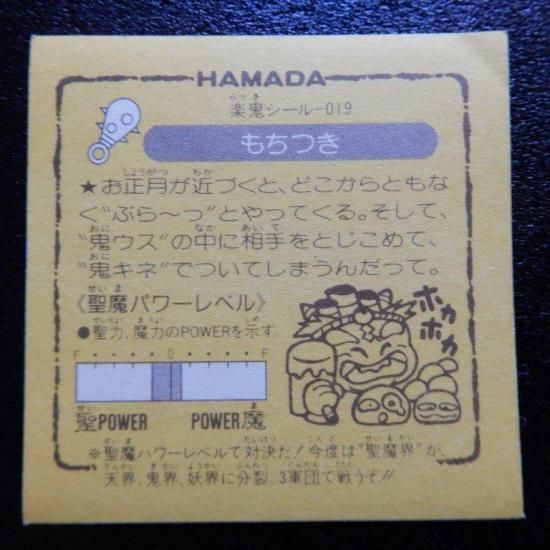 HAMADA
楽鬼シール-019
もちつき
★お正月が近づくと、どこからともな
く"ぶら〜っ"とやってくる。そして、
"鬼ウス"の中に相手をとじこめて、
"鬼キネ"でついてしまうんだって。
《聖魔パワーレベル》
●聖力、魔力のPOWERを示す。
F・・・・0・・・・F
聖POWER POWER魔
ホカホカ
※聖魔パワーレベルで対決だ!今度は"聖魔界"が、
天界、鬼界、妖界に分裂、3軍団で戦うぞ!!